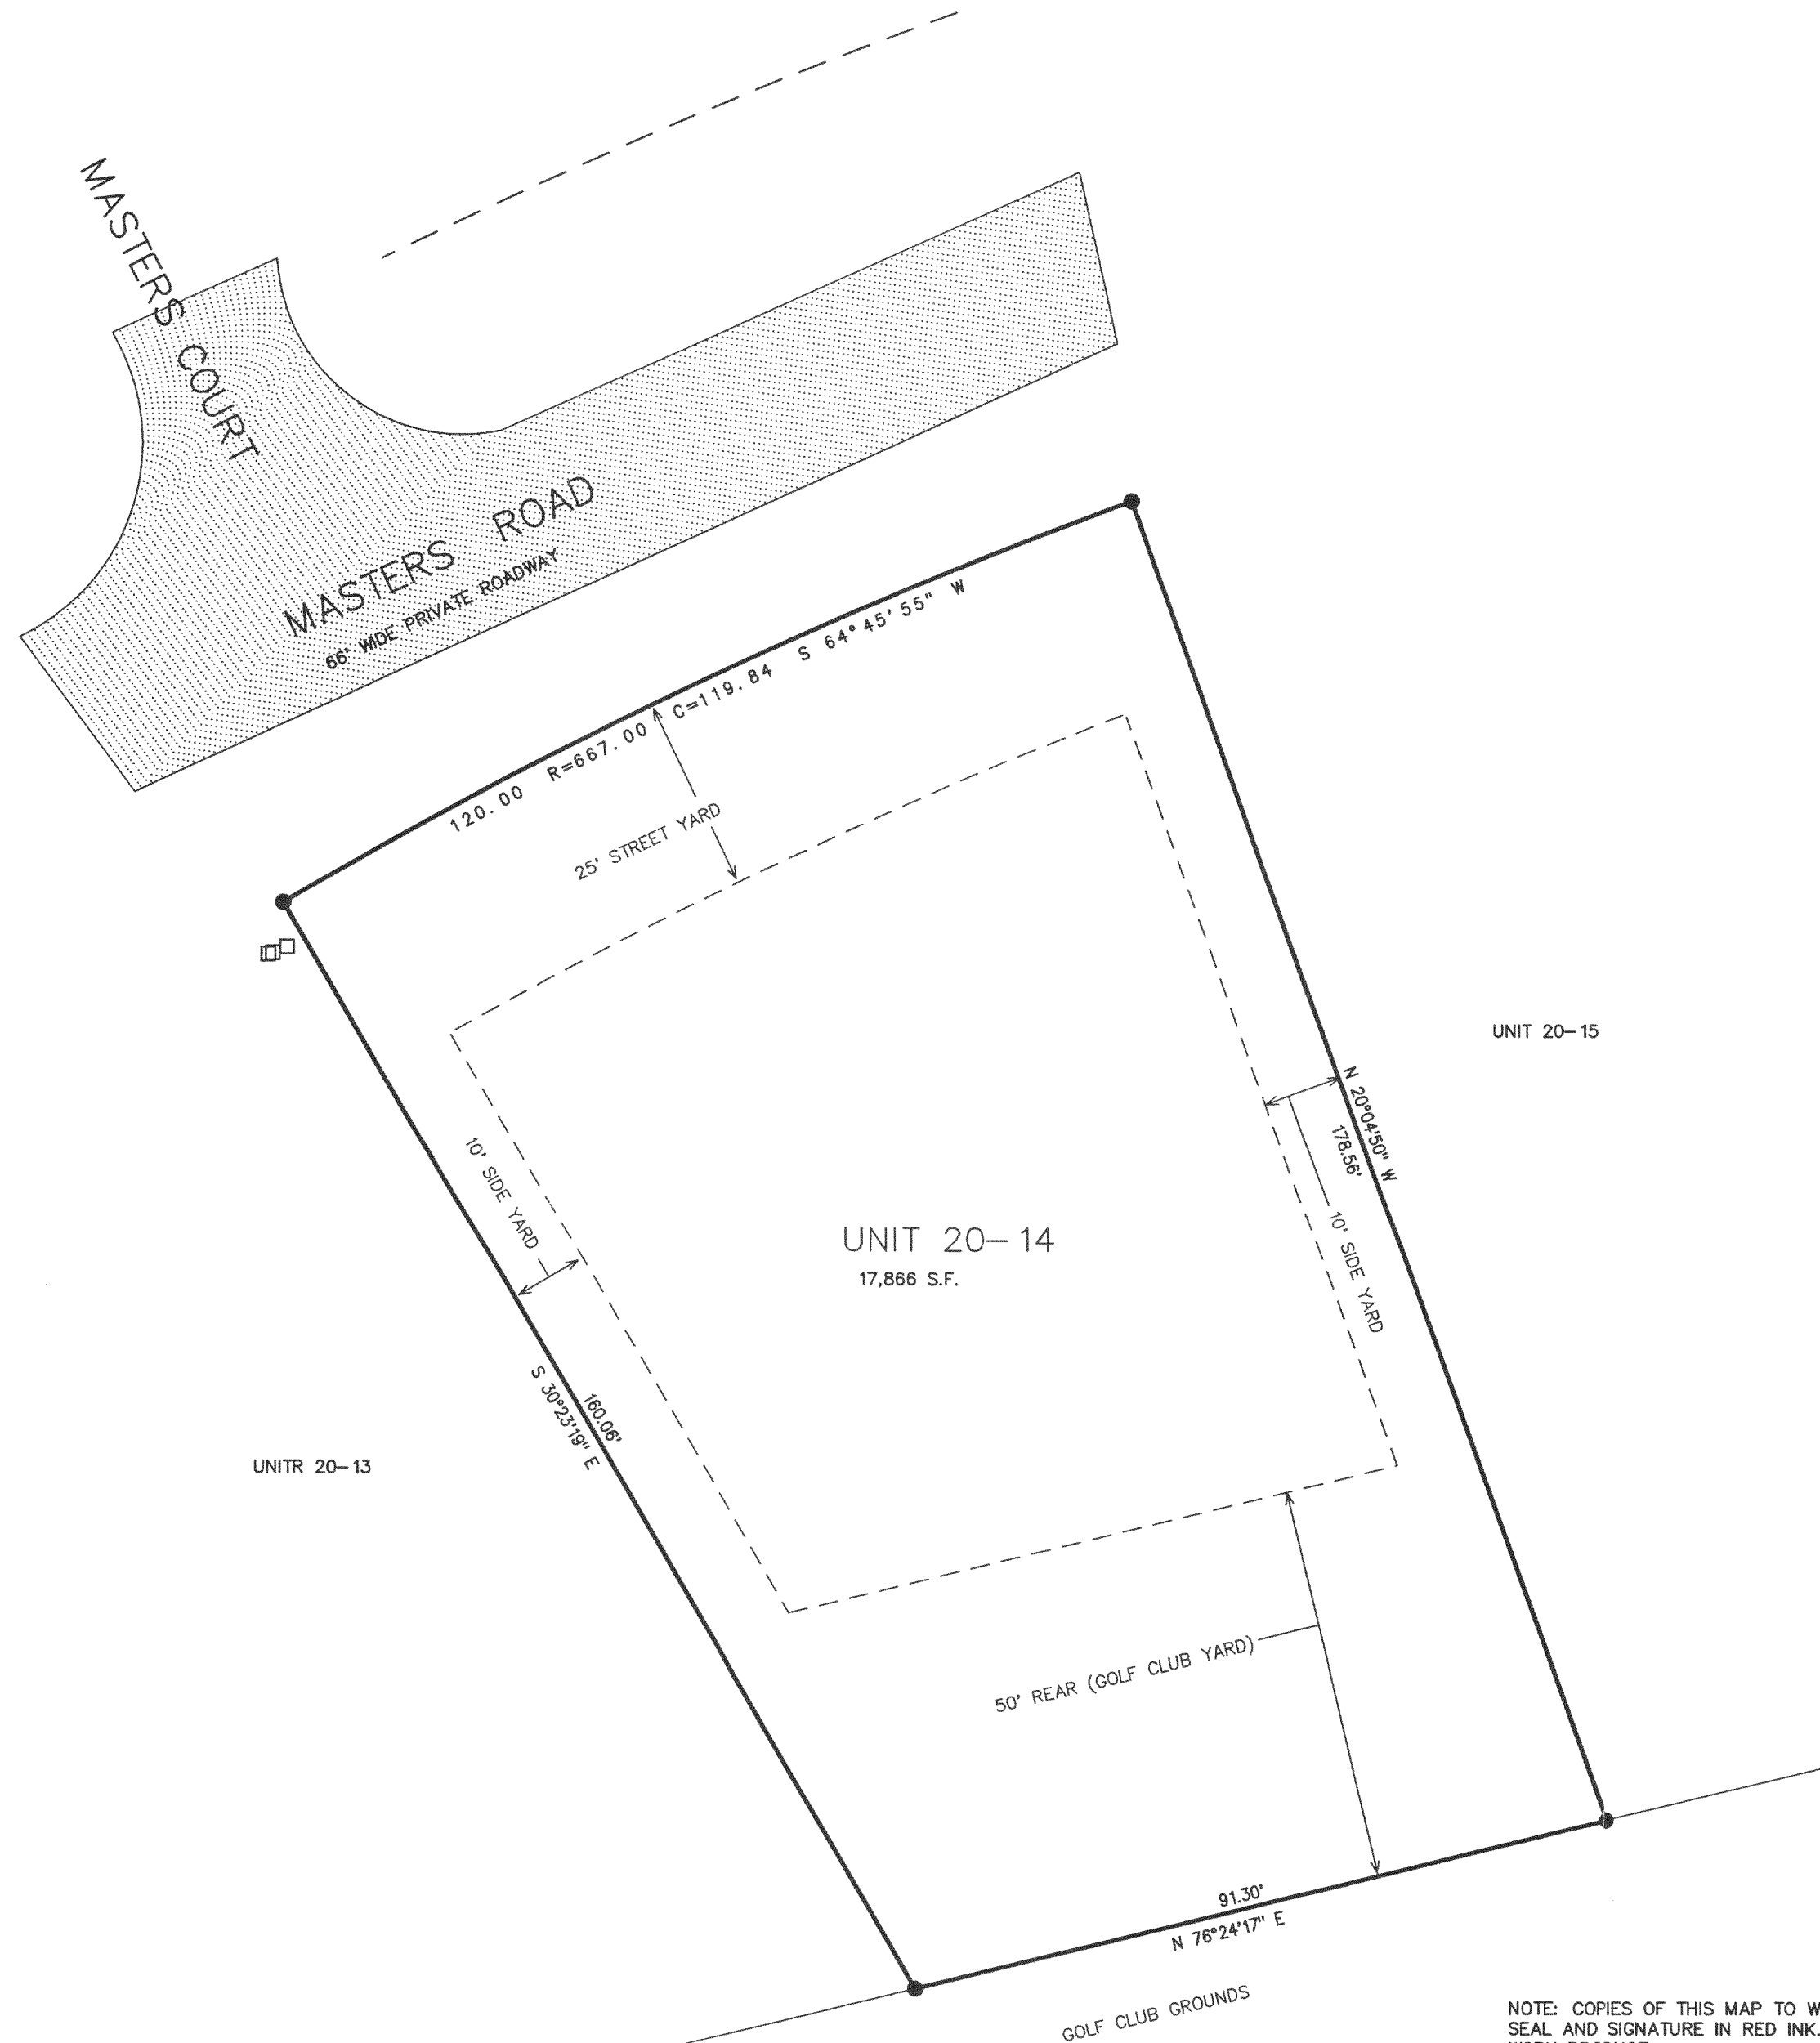 MASTERS COURT
MASTERS ROAD
66' WIDE PRIVATE ROADWAY
120.00 R=667.00 C=119.84 S 64°45'55" W
25' STREET YARD
UNIT 20-15
N 20°04'50" W
178.56'
10' SIDE YARD
10' SIDE YARD
UNIT 20-14
17,866 S.F.
160.06'
S 30°23'19" E
UNITR 20-13
50' REAR (GOLF CLUB YARD)
91.30'
N 76°24'17" E
GOLF CLUB GROUNDS
NOTE: COPIES OF THIS MAP TO W
SEAL AND SIGNATURE IN RED INK